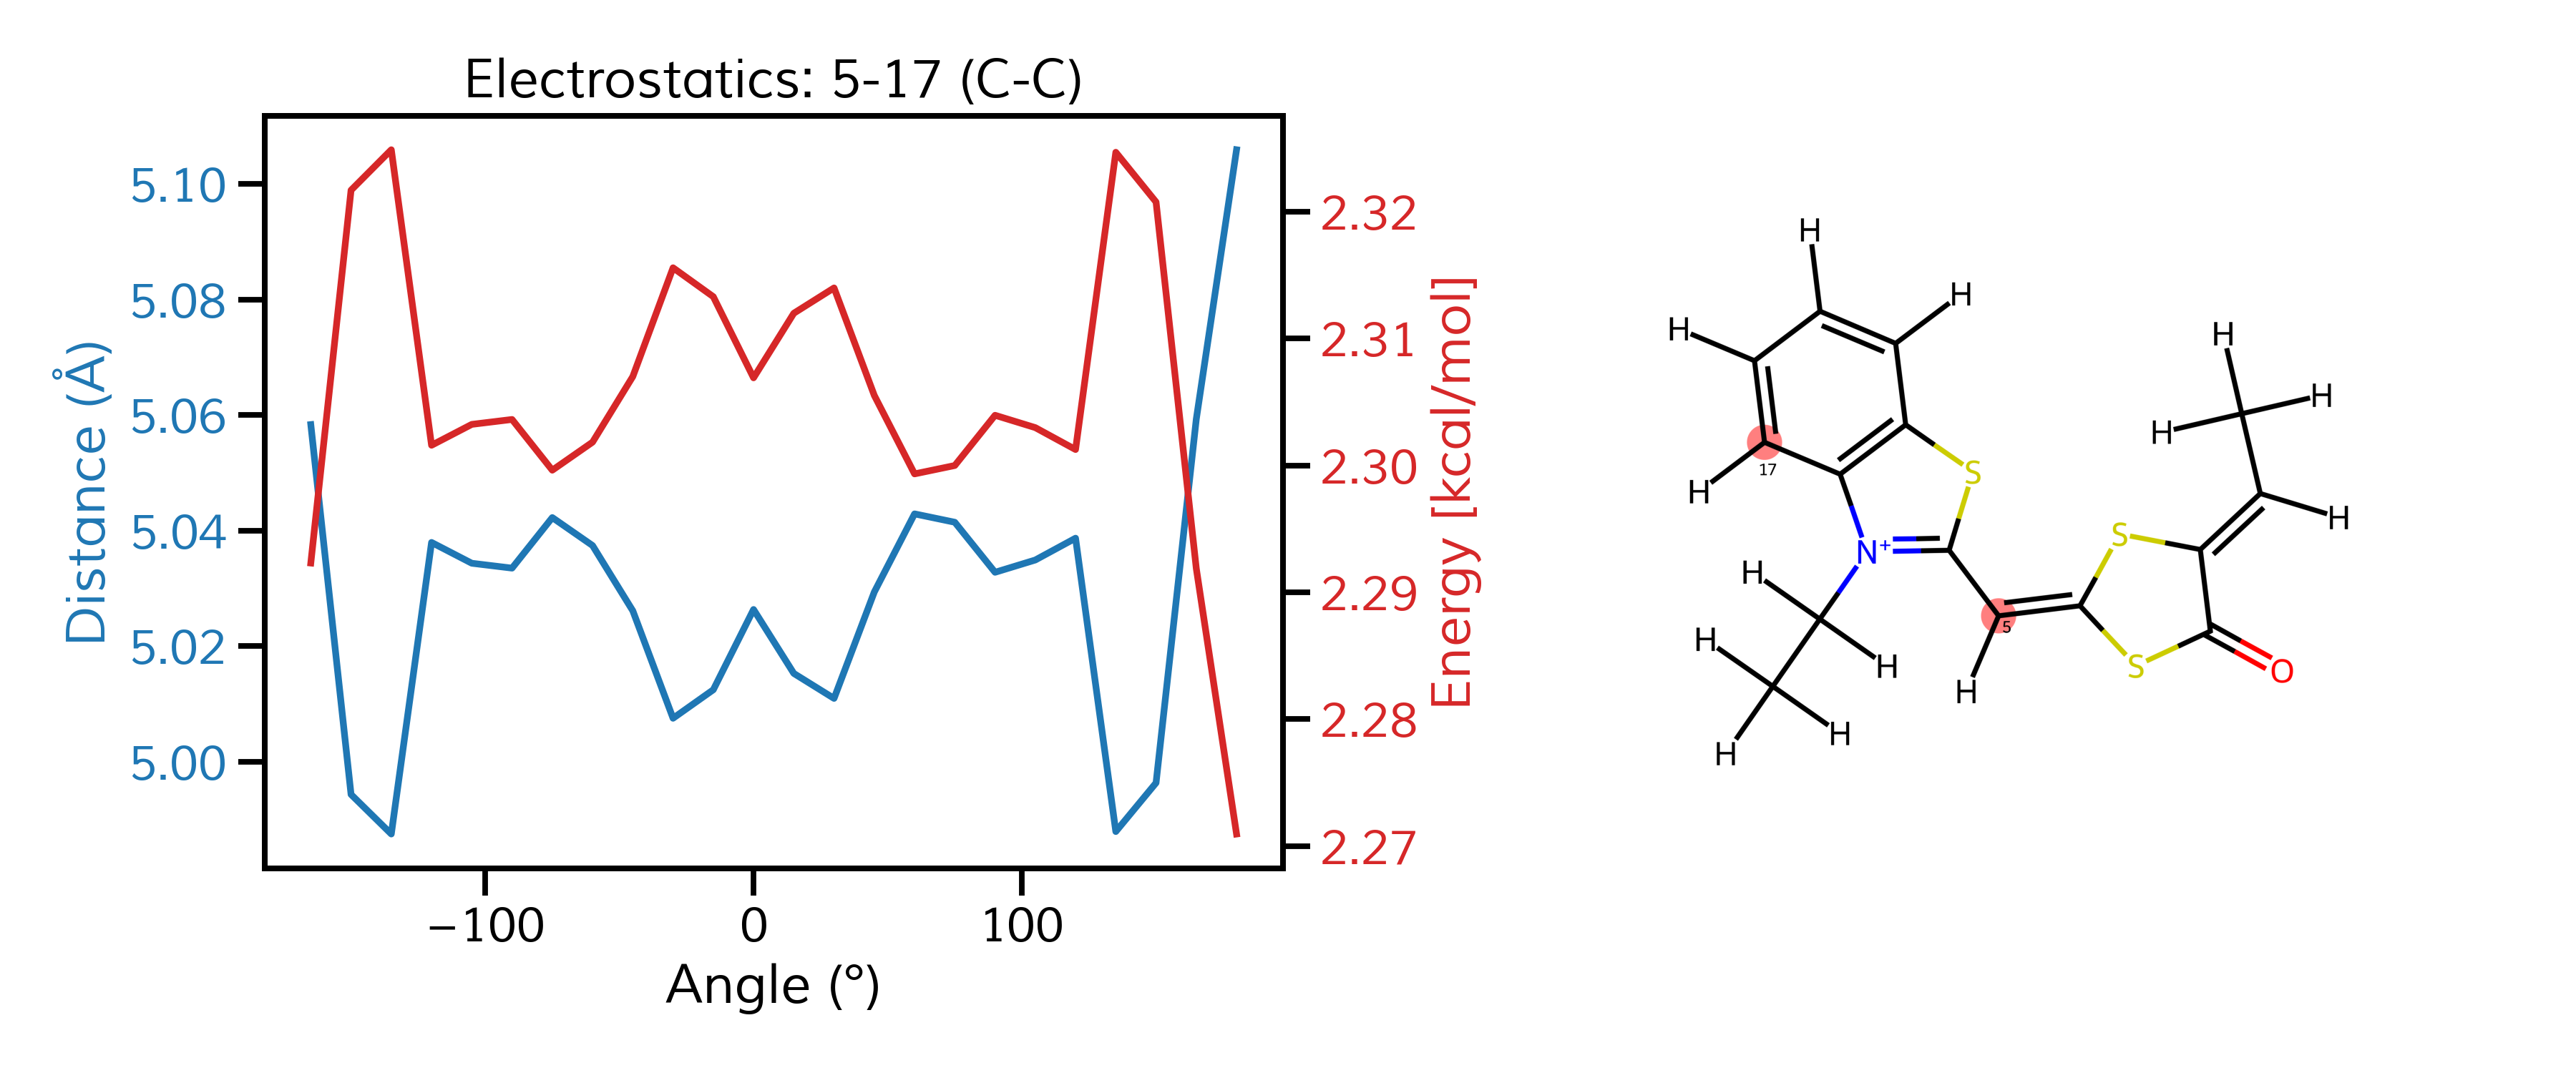 Electrostatics: 5-17 (C-C)
Distance (Å)
5.10
5.08
5.06
5.04
5.02
5.00
−100
0
100
Angle (°)
2.32
2.31
2.30
2.29
2.28
2.27
Energy [kcal/mol]
H
H
H
H
H
H
17
S
H
H
S
N⁺
H
H
5
H
H
S
O
H
H
H